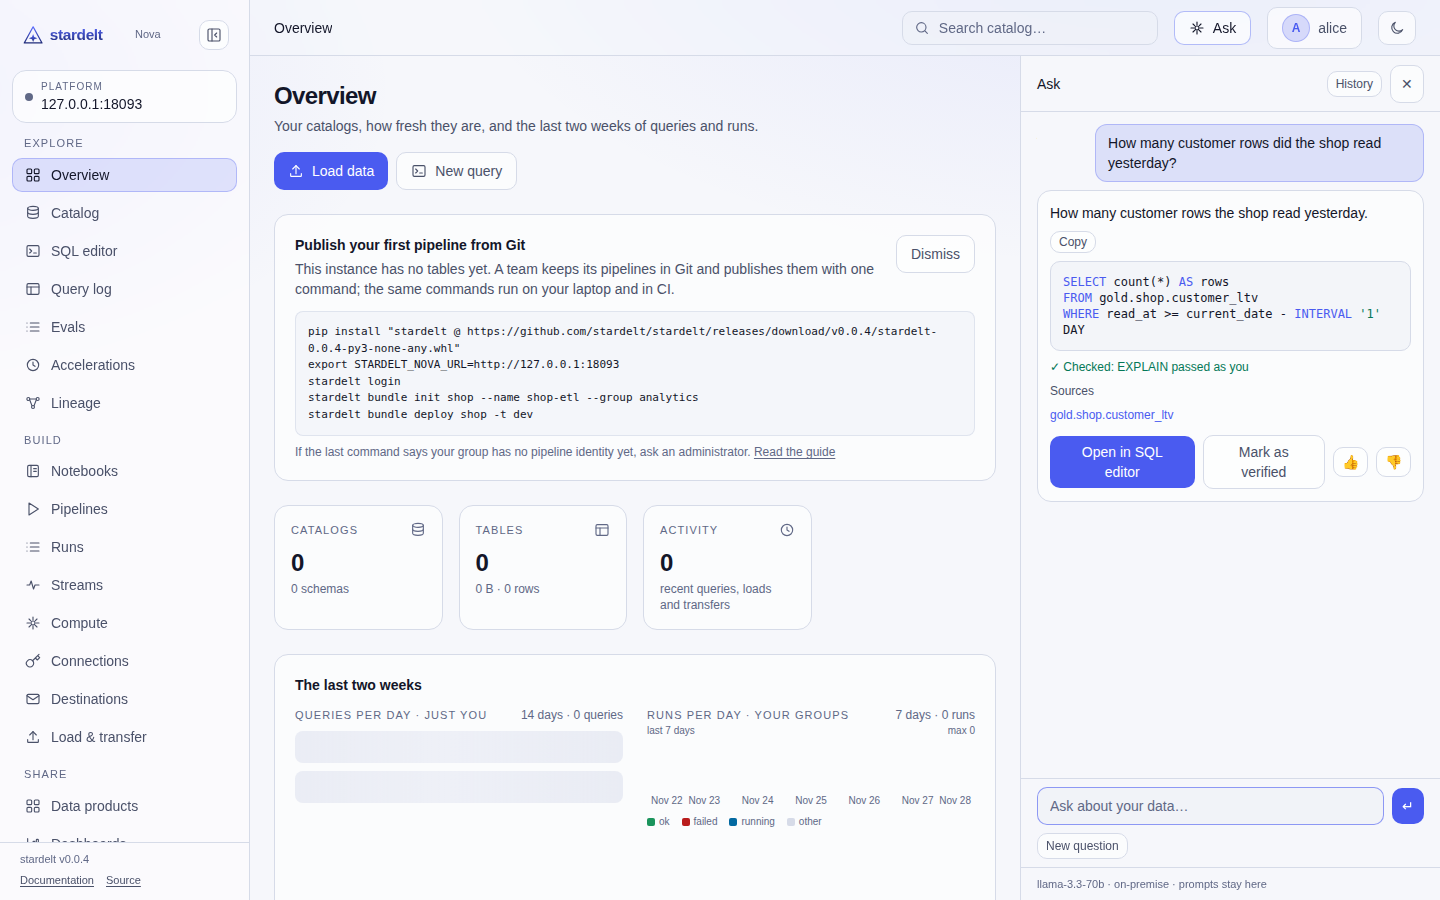 stardelt
Nova
PLATFORM
127.0.0.1:18093
EXPLORE
Overview
Catalog
SQL editor
Query log
Evals
Accelerations
Lineage
BUILD
Notebooks
Pipelines
Runs
Streams
Compute
Connections
Destinations
Load & transfer
SHARE
Data products
Dashboards
stardelt v0.0.4
Documentation Source
Overview
Search catalog…
Ask
A alice
Overview
Your catalogs, how fresh they are, and the last two weeks of queries and runs.
Load data
New query
Publish your first pipeline from Git
This instance has no tables yet. A team keeps its pipelines in Git and publishes them with one
command; the same commands run on your laptop and in CI.
Dismiss
pip install "stardelt @ https://github.com/stardelt/stardelt/releases/download/v0.0.4/stardelt-
0.0.4-py3-none-any.whl"
export STARDELT_NOVA_URL=http://127.0.0.1:18093
stardelt login
stardelt bundle init shop --name shop-etl --group analytics
stardelt bundle deploy shop -t dev
If the last command says your group has no pipeline identity yet, ask an administrator. Read the guide
CATALOGS
0
0 schemas
TABLES
0
0 B · 0 rows
ACTIVITY
0
recent queries, loads
and transfers
The last two weeks
QUERIES PER DAY · JUST YOU
14 days · 0 queries
RUNS PER DAY · YOUR GROUPS
7 days · 0 runs
last 7 days
max 0
Nov 22 Nov 23 Nov 24 Nov 25 Nov 26 Nov 27 Nov 28
ok failed running other
Ask
History
✕
How many customer rows did the shop read
yesterday?
How many customer rows the shop read yesterday.
Copy
SELECT count(*) AS rows
FROM gold.shop.customer_ltv
WHERE read_at >= current_date - INTERVAL '1'
DAY
✓ Checked: EXPLAIN passed as you
Sources
gold.shop.customer_ltv
Open in SQL
editor
Mark as
verified
Ask about your data…
↵
New question
llama-3.3-70b · on-premise · prompts stay here